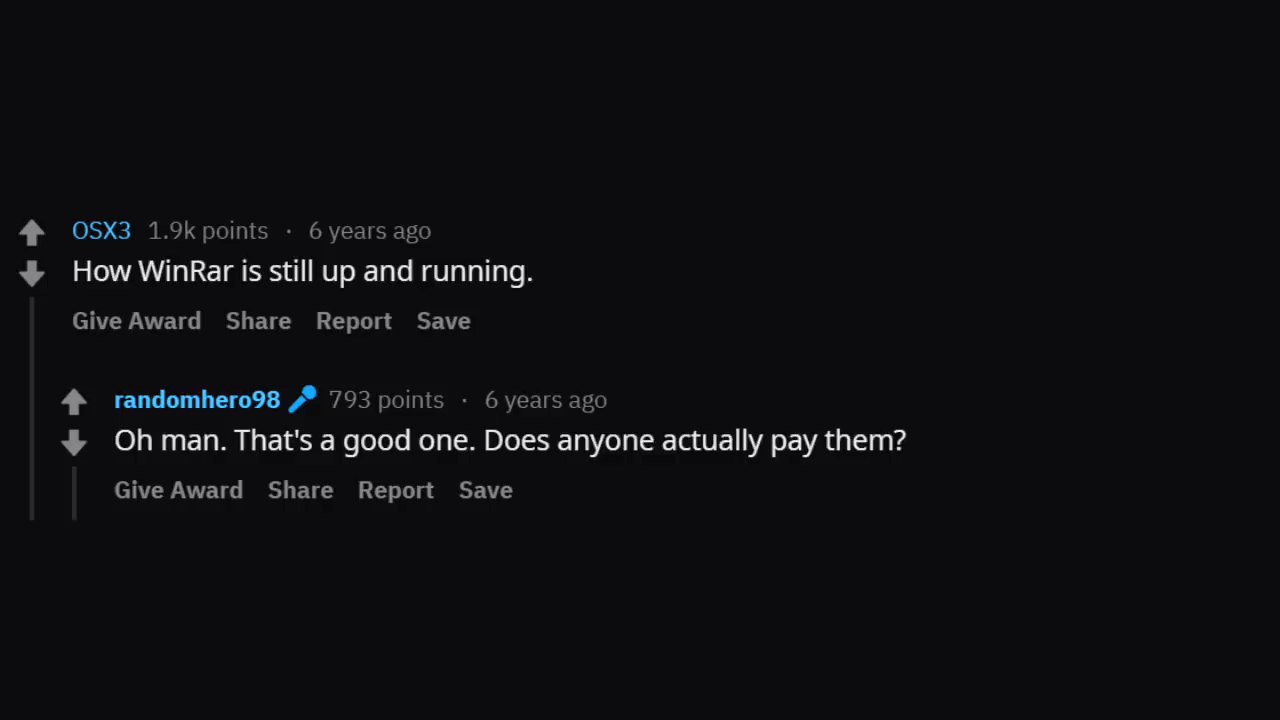 OSX3 1.9k points · 6 years ago
How WinRar is still up and running.
Give Award Share Report Save
randomhero98 793 points · 6 years ago
Oh man. That's a good one. Does anyone actually pay them?
Give Award Share Report Save